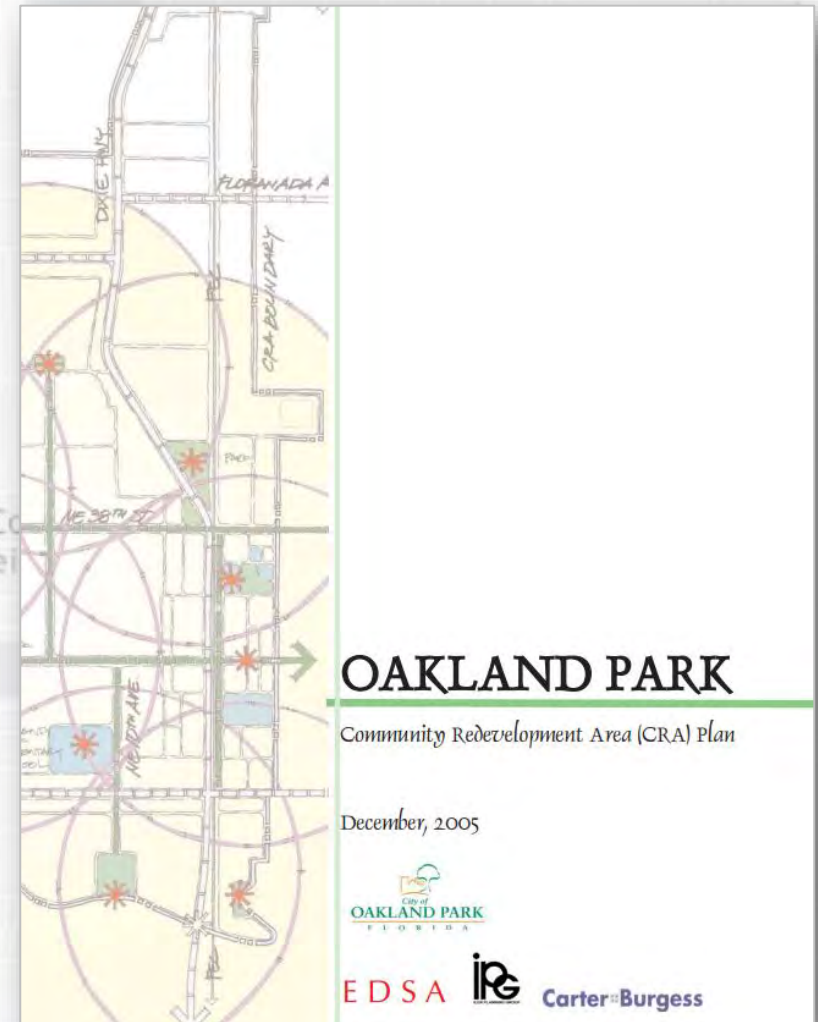 DIXIE HWY
FLORANADA A
FEC
CRA BOUNDARY
PARK
NE 38TH ST
NE 10TH AVE
FEC
OAKLAND PARK
Community Redevelopment Area (CRA) Plan
December, 2005
City of
OAKLAND PARK
FLORIDA
EDSA
iPG
Carter Burgess